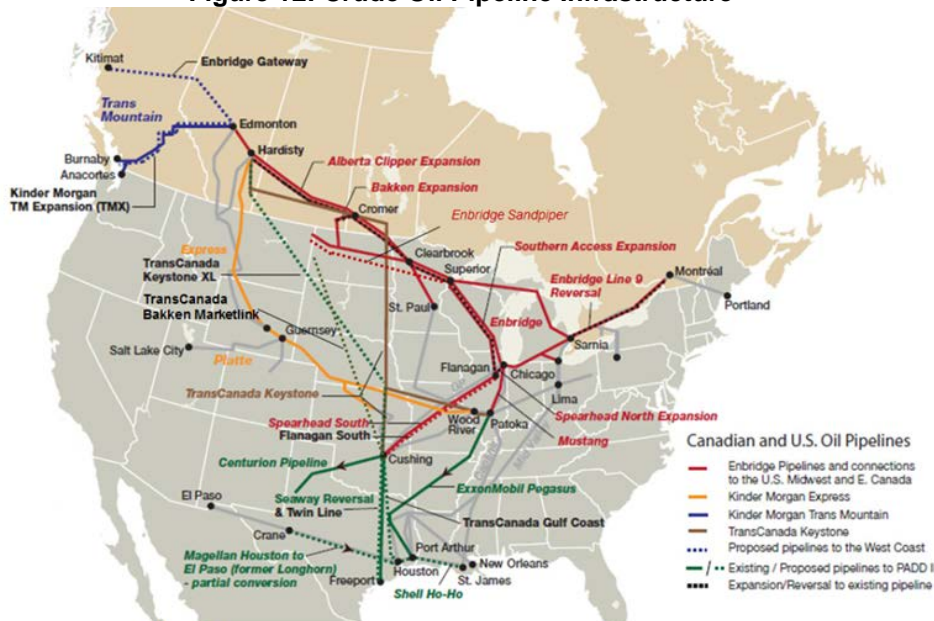 Figure 12. Crude Oil Pipeline Infrastructure
Kitimat
Enbridge Gateway
Trans
Mountain
Edmonton
Hardisty
Burnaby
Anacortes
Kinder Morgan
TM Expansion (TMX)
Alberta Clipper Expansion
Bakken Expansion
Cromer
Enbridge Sandpiper
Express
TransCanada
Keystone XL
Clearbrook
Superior
Southern Access Expansion
Enbridge Line 9
Reversal
Montréal
Portland
TransCanada
Bakken Marketlink
St. Paul
Enbridge
Guernsey
Salt Lake City
Platte
Sarnia
Flanagan
Chicago
Lima
TransCanada Keystone
Wood
River
Patoka
Spearhead North Expansion
Mustang
Spearhead South
Flanagan South
Centurion Pipeline
Cushing
ExxonMobil Pegasus
El Paso
Seaway Reversal
& Twin Line
TransCanada Gulf Coast
Crane
Magellan Houston to
El Paso (former Longhorn)
- partial conversion
Port Arthur
Houston
New Orleans
St. James
Freeport
Shell Ho-Ho
Canadian and U.S. Oil Pipelines
Enbridge Pipelines and connections
to the U.S. Midwest and E. Canada
Kinder Morgan Express
Kinder Morgan Trans Mountain
TransCanada Keystone
Proposed pipelines to the West Coast
/ Existing / Proposed pipelines to PADD I
Expansion/Reversal to existing pipeline